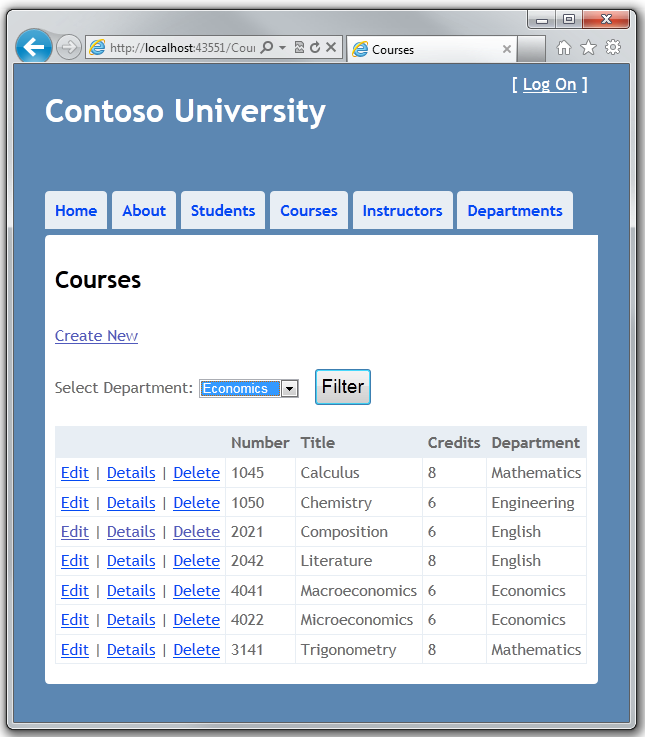 http://localhost:43551/Cour
Courses
[ Log On ]
Contoso University
Home About Students Courses Instructors Departments
Courses
Create New
Select Department: Economics Filter
Number Title Credits Department
Edit | Details | Delete 1045 Calculus 8 Mathematics
Edit | Details | Delete 1050 Chemistry 6 Engineering
Edit | Details | Delete 2021 Composition 6 English
Edit | Details | Delete 2042 Literature 8 English
Edit | Details | Delete 4041 Macroeconomics 6 Economics
Edit | Details | Delete 4022 Microeconomics 6 Economics
Edit | Details | Delete 3141 Trigonometry 8 Mathematics